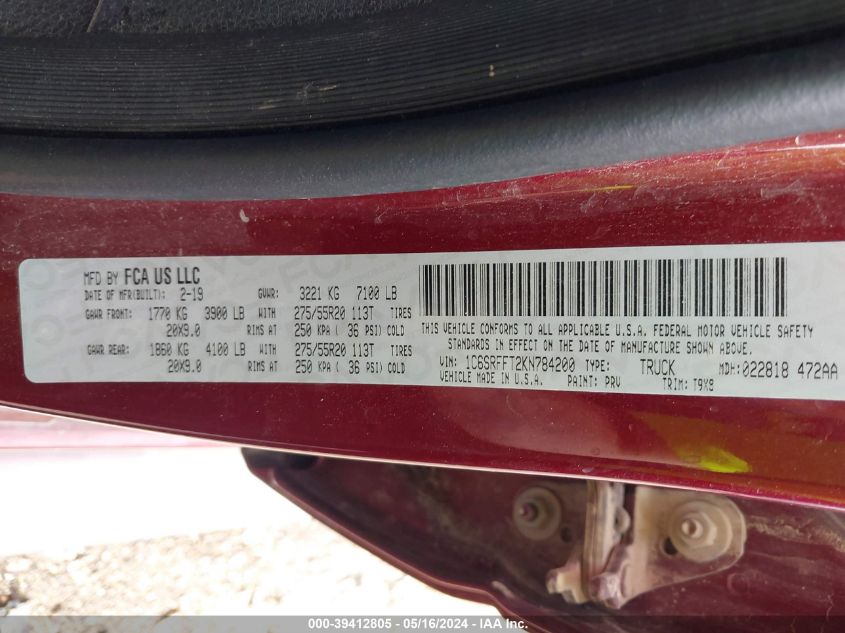 MFD BY FCA US LLC
DATE OF MFR(BUILT): 2-19 GVWR: 3221 KG 7100 LB
GAWR FRONT: 1770 KG 3900 LB WITH 275/55R20 113T TIRES
20X9.0 RIMS AT 250 KPA ( 36 PSI) COLD
GAWR REAR: 1860 KG 4100 LB WITH 275/55R20 113T TIRES
20X9.0 RIMS AT 250 KPA ( 36 PSI) COLD
THIS VEHICLE CONFORMS TO ALL APPLICABLE U.S.A. FEDERAL MOTOR VEHICLE SAFETY
STANDARDS IN EFFECT ON THE DATE OF MANUFACTURE SHOWN ABOVE.
VIN: 1C6SRFFT2KN784200 TYPE: TRUCK MDH: 022818 472AA
VEHICLE MADE IN U.S.A. PAINT: PRV TRIM: T9X8
000-39412805 - 05/16/2024 - IAA Inc.